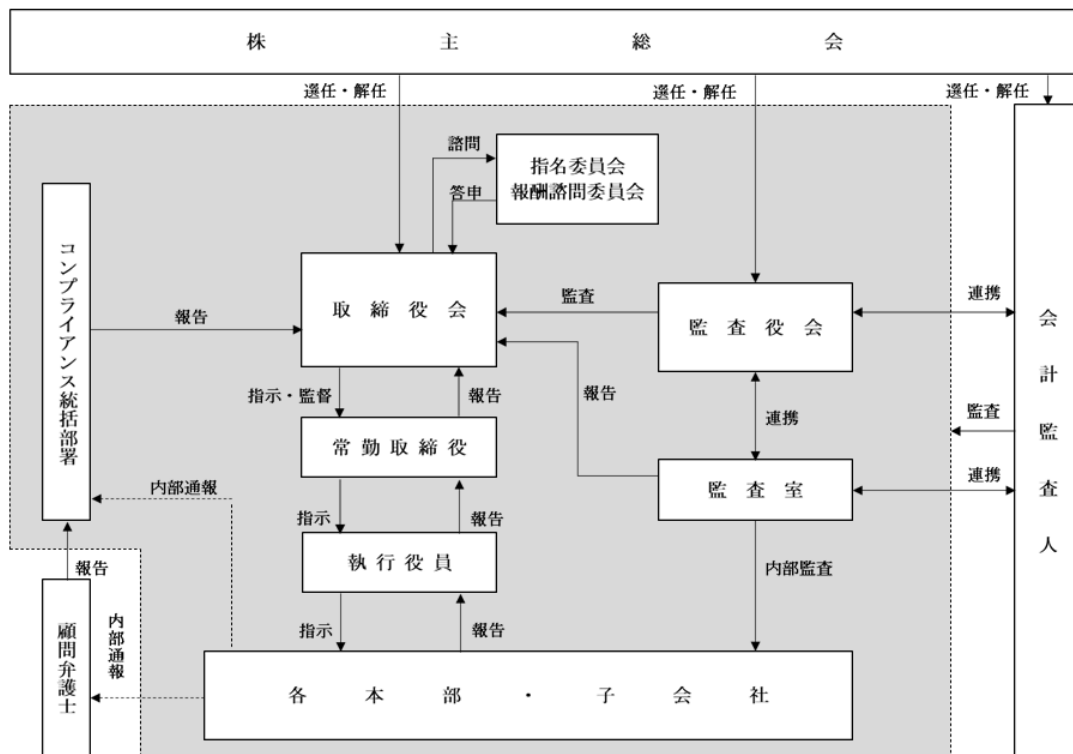 株主総会
選任・解任
選任・解任
選任・解任
諮問
指名委員会
報酬諮問委員会
答申
コンプライアンス統括部署
取締役会
監査
監査役会
連携
会計監査人
報告
指示・監督
報告
報告
連携
監査
常勤取締役
内部通報
監査室
連携
指示
報告
執行役員
内部監査
報告
顧問弁護士
内部通報
指示
報告
各本部・子会社